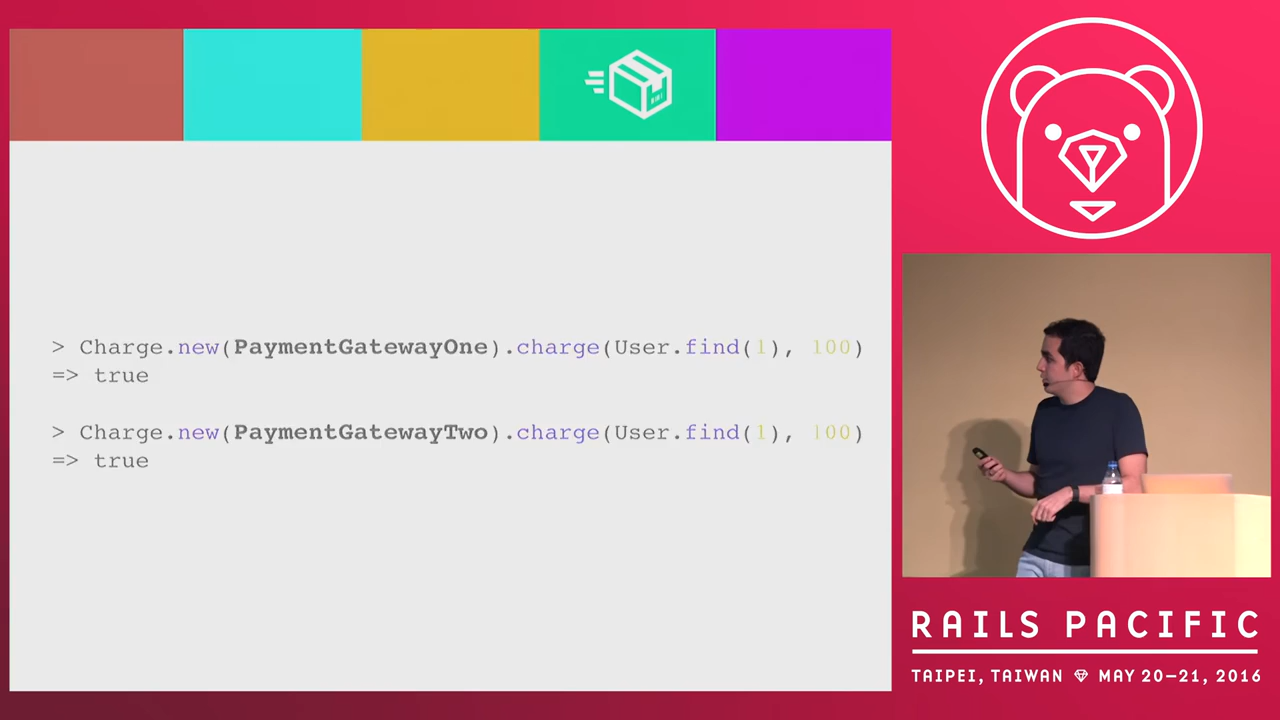 > Charge.new(PaymentGatewayOne).charge(User.find(1), 100)
=> true
> Charge.new(PaymentGatewayTwo).charge(User.find(1), 100)
=> true
RAILS PACIFIC
TAIPEI, TAIWAN MAY 20–21, 2016